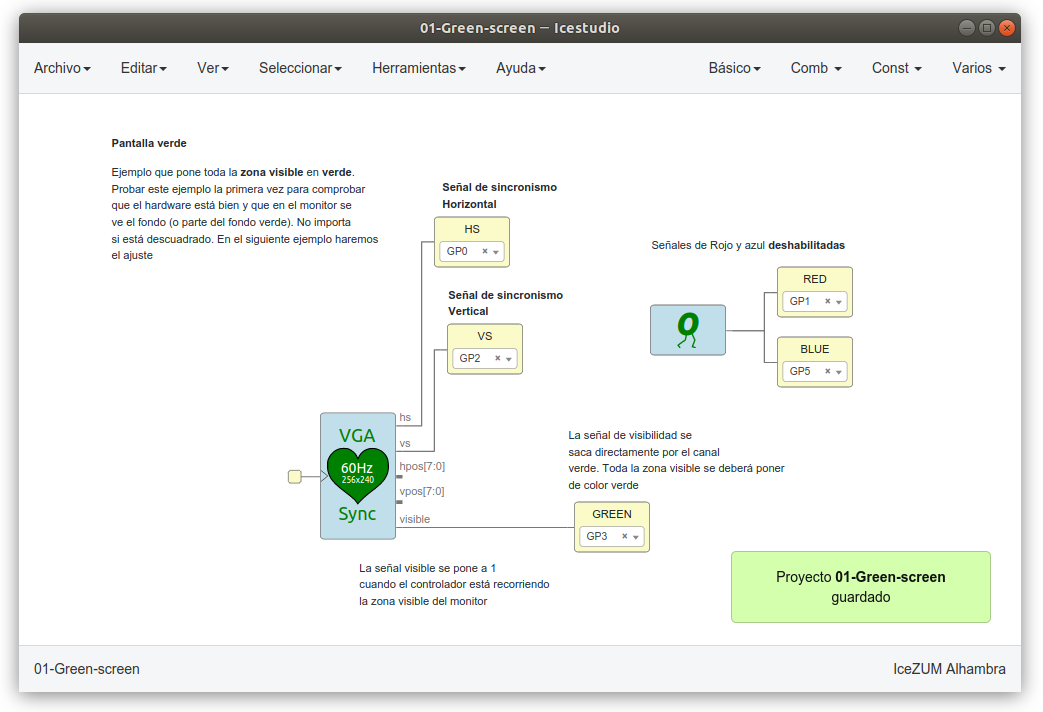 01-Green-screen — Icestudio
Archivo Editar Ver Seleccionar Herramientas Ayuda Básico Comb Const Varios
Pantalla verde
Ejemplo que pone toda la zona visible en verde.
Probar este ejemplo la primera vez para comprobar
que el hardware está bien y que en el monitor se
ve el fondo (o parte del fondo verde). No importa
si está descuadrado. En el siguiente ejemplo haremos
el ajuste
Señal de sincronismo
Horizontal
HS
GP0
Señal de sincronismo
Vertical
VS
GP2
Señales de Rojo y azul deshabilitadas
0
RED
GP1
BLUE
GP5
VGA
60Hz
256x240
Sync
hs
vs
hpos[7:0]
vpos[7:0]
visible
La señal de visibilidad se
saca directamente por el canal
verde. Toda la zona visible se deberá poner
de color verde
GREEN
GP3
La señal visible se pone a 1
cuando el controlador está recorriendo
la zona visible del monitor
Proyecto 01-Green-screen
guardado
01-Green-screen
IceZUM Alhambra